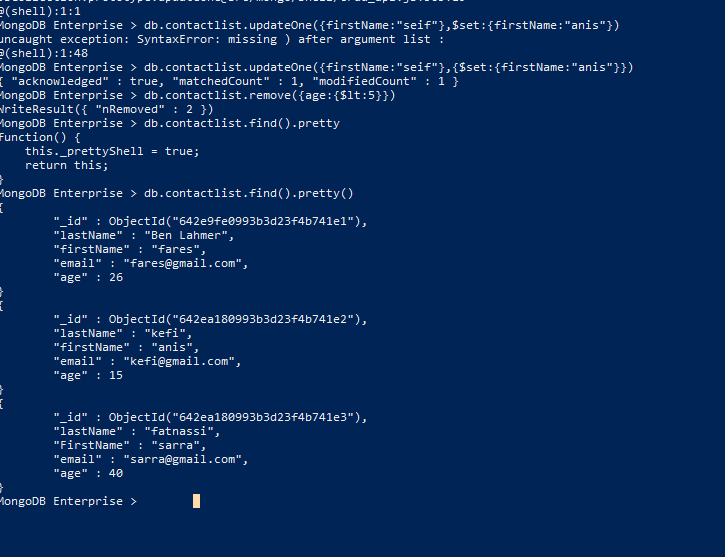 @(shell):1:1
MongoDB Enterprise > db.contactlist.updateOne({firstName:"seif"},$set:{firstName:"anis"})
uncaught exception: SyntaxError: missing ) after argument list :
@(shell):1:48
MongoDB Enterprise > db.contactlist.updateOne({firstName:"seif"},{$set:{firstName:"anis"}})
{ "acknowledged" : true, "matchedCount" : 1, "modifiedCount" : 1 }
MongoDB Enterprise > db.contactlist.remove({age:{$lt:5}})
WriteResult({ "nRemoved" : 2 })
MongoDB Enterprise > db.contactlist.find().pretty
function() {
    this._prettyShell = true;
    return this;
}
MongoDB Enterprise > db.contactlist.find().pretty()
{
        "_id" : ObjectId("642e9fe0993b3d23f4b741e1"),
        "lastName" : "Ben Lahmer",
        "firstName" : "fares",
        "email" : "fares@gmail.com",
        "age" : 26
}
{
        "_id" : ObjectId("642ea180993b3d23f4b741e2"),
        "lastName" : "kefi",
        "firstName" : "anis",
        "email" : "kefi@gmail.com",
        "age" : 15
}
{
        "_id" : ObjectId("642ea180993b3d23f4b741e3"),
        "lastName" : "fatnassi",
        "FirstName" : "sarra",
        "email" : "sarra@gmail.com",
        "age" : 40
}
MongoDB Enterprise >